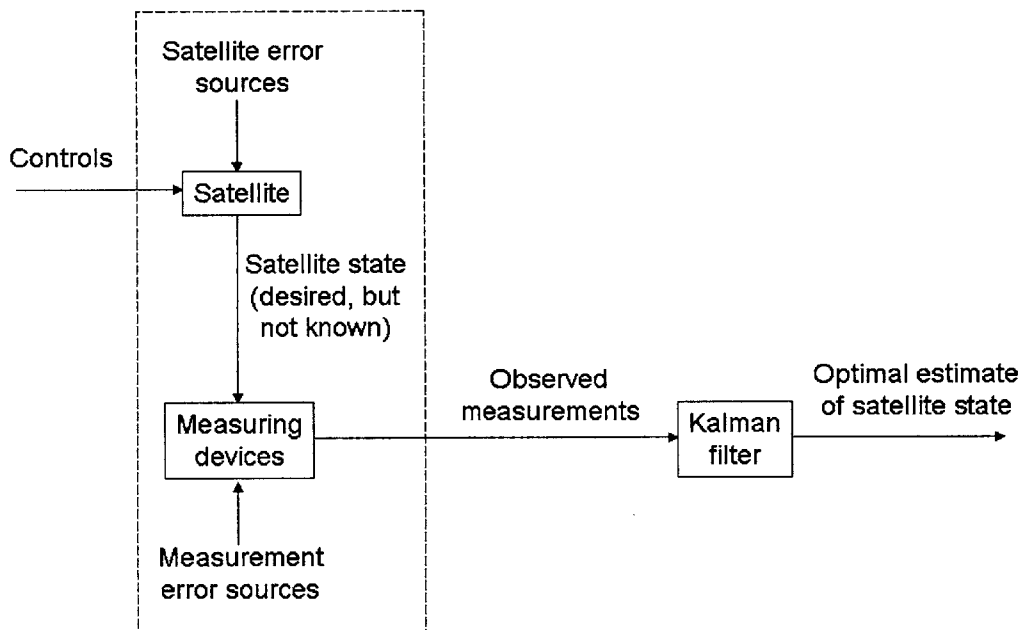 Satellite error
sources
Controls
Satellite
Satellite state
(desired, but
not known)
Measuring
devices
Observed
measurements
Kalman
filter
Optimal estimate
of satellite state
Measurement
error sources